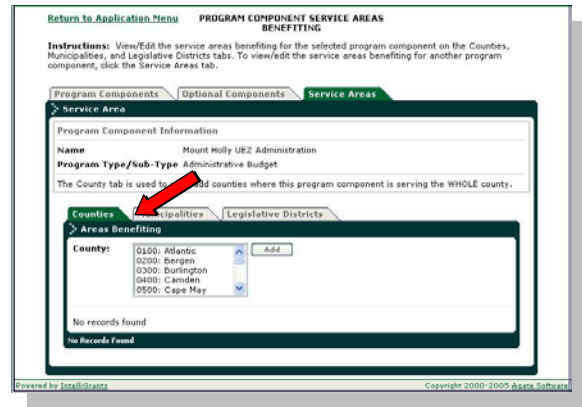 Return to Application Menu PROGRAM COMPONENT SERVICE AREAS
BENEFITTING
Instructions: View/Edit the service areas benefiting for the selected program component on the Counties,
Municipalities, and Legislative Districts tabs. To view/edit the service areas benefiting for another program
component, click the Service Areas tab.
Program Components Optional Components Service Areas
Service Area
Program Component Information
Name Mount Holly UEZ Administration
Program Type/Sub-Type Administrative Budget
The County tab is used to add counties where this program component is serving the WHOLE county.
Counties Municipalities Legislative Districts
Areas Benefiting
County: 0100: Atlantic Add
0200: Bergen
0300: Burlington
0400: Camden
0500: Cape May
No records found
No Records Found
Powered by IntelliGrants Copyright 2000-2005 Agate Software